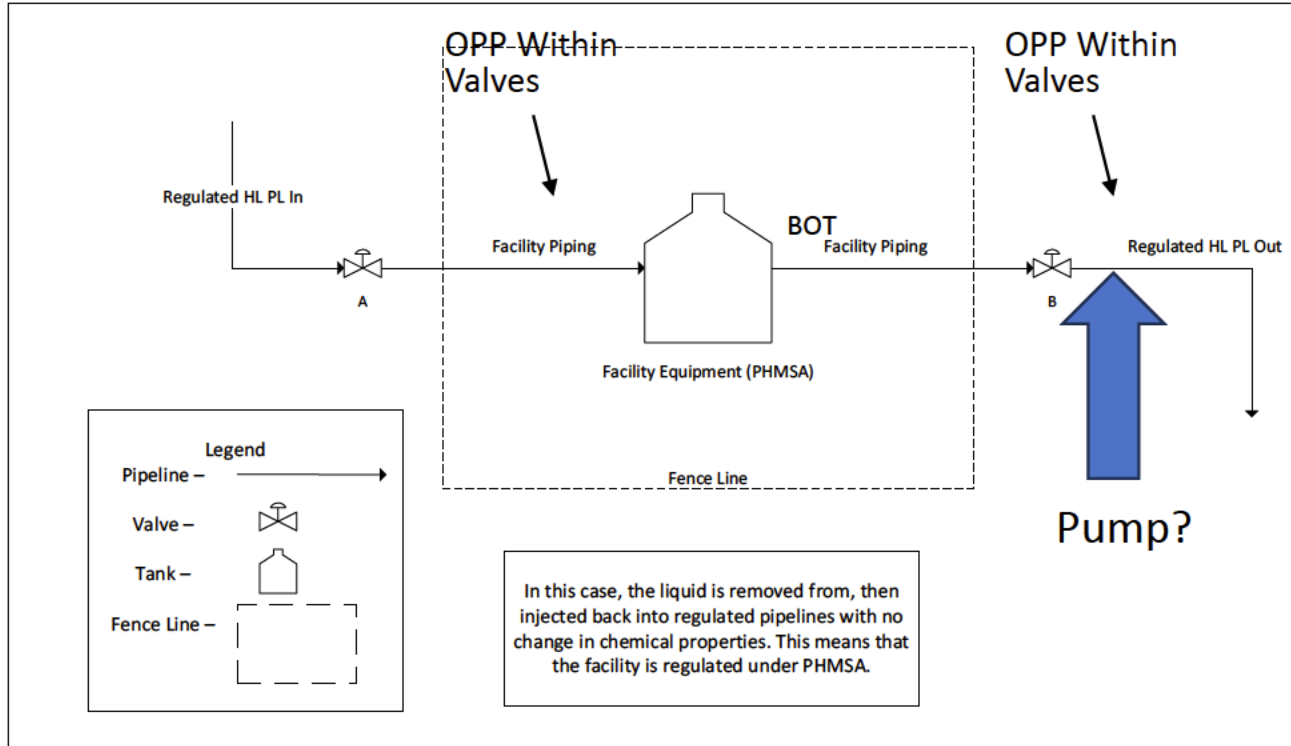 OPP Within
Valves
OPP Within
Valves
Regulated HL PL In
Facility Piping
BOT
Facility Piping
Regulated HL PL Out
A
B
Facility Equipment (PHMSA)
Fence Line
Pump?
Legend
Pipeline –
Valve –
Tank –
Fence Line –
In this case, the liquid is removed from, then
injected back into regulated pipelines with no
change in chemical properties. This means that
the facility is regulated under PHMSA.